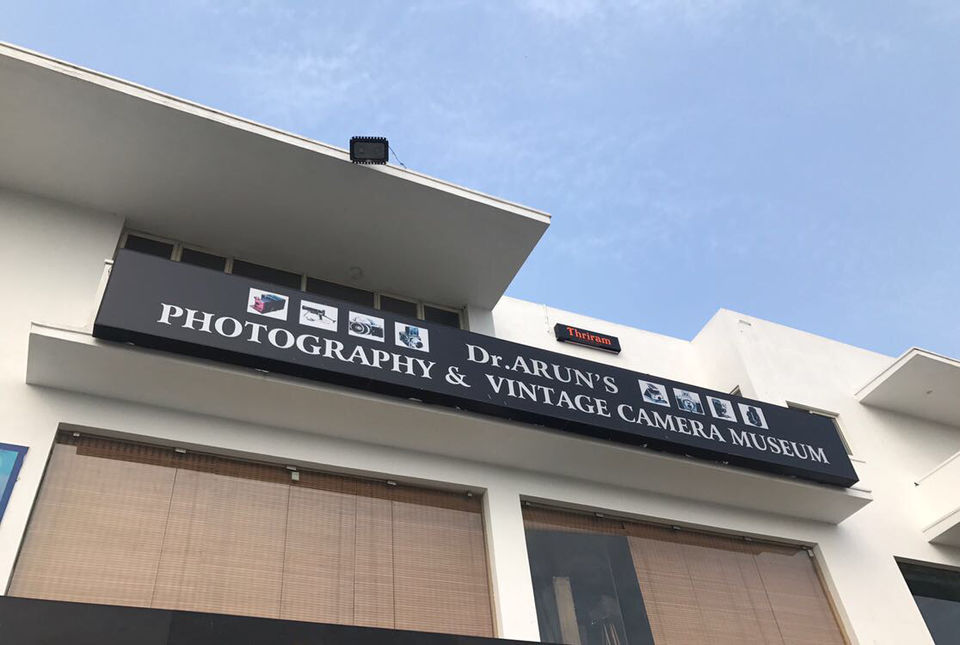 Thriram
Dr.ARUN'S
PHOTOGRAPHY & VINTAGE CAMERA MUSEUM